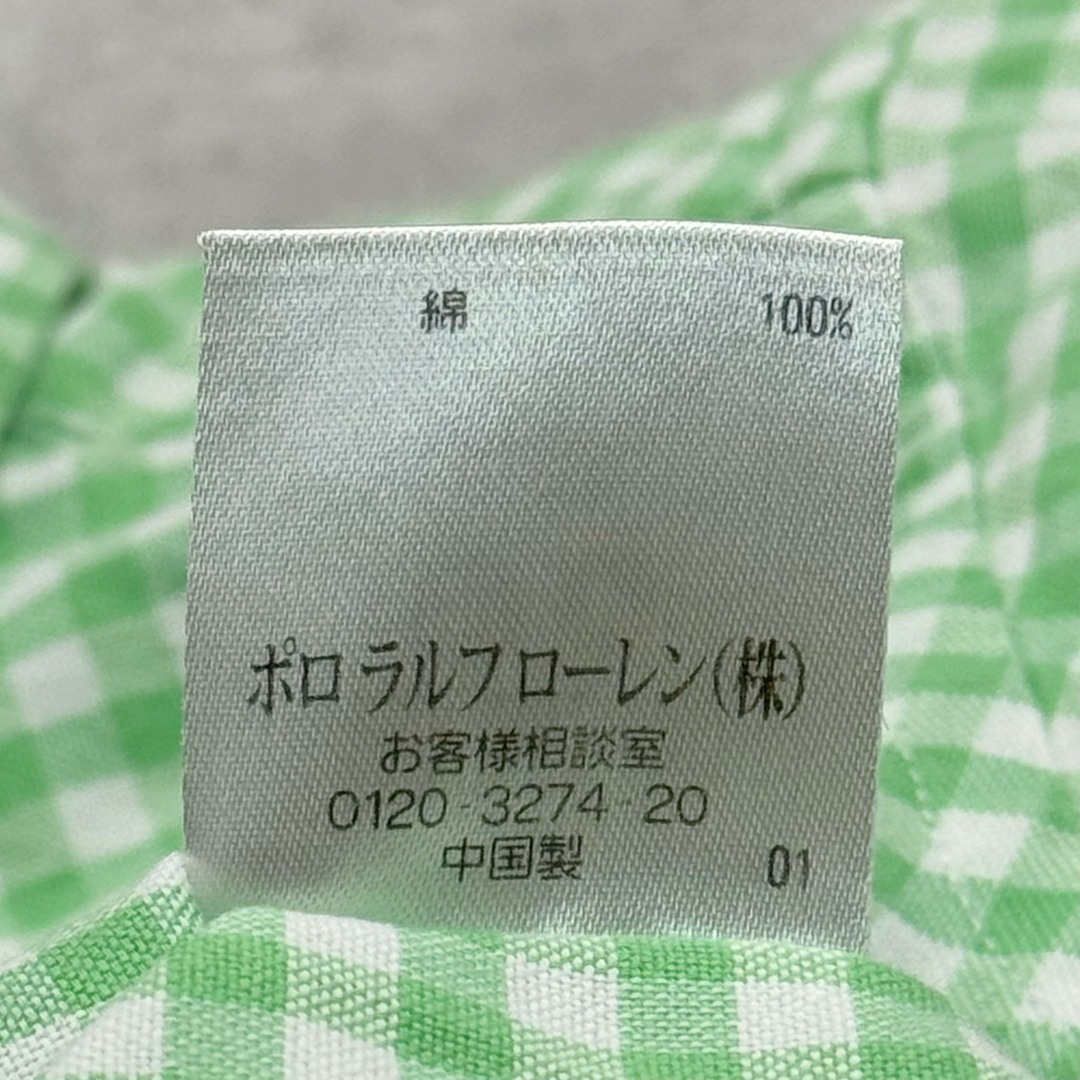 綿 100%
ポロ ラルフ ローレン(株)
お客様相談室
0120-3274-20
中国製 01